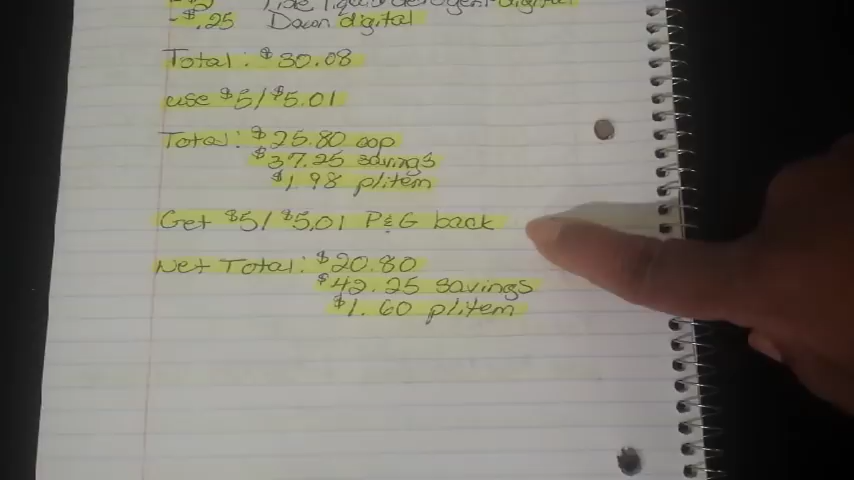 digital
-$.25 Dawn digital
Total: $30.08
use $5/$5.01
Total: $25.80 oop
$37.25 savings
$1.98 p/item
Get $5/$5.01 P&G back
Net Total: $20.80
$42.25 savings
$1.60 p/item